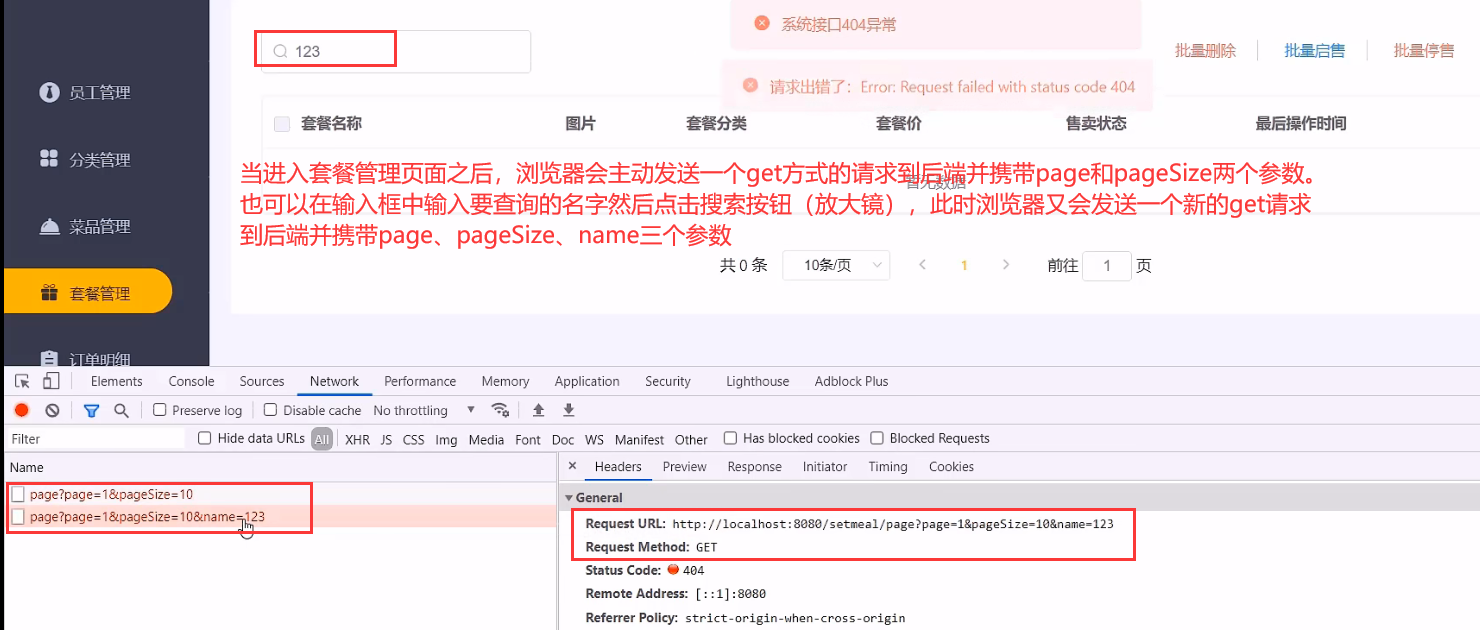 系统接口404异常
123
批量删除
批量启售
批量停售
请求出错了：Error: Request failed with status code 404
员工管理
分类管理
菜品管理
套餐管理
订单明细
套餐名称
图片
套餐分类
套餐价
售卖状态
最后操作时间
暂无数据
当进入套餐管理页面之后，浏览器会主动发送一个get方式的请求到后端并携带page和pageSize两个参数。
也可以在输入框中输入要查询的名字然后点击搜索按钮（放大镜），此时浏览器又会发送一个新的get请求
到后端并携带page、pageSize、name三个参数
共 0 条
10条/页
1
前往 1 页
Elements Console Sources Network Performance Memory Application Security Lighthouse Adblock Plus
Preserve log Disable cache No throttling
Filter Hide data URLs All XHR JS CSS Img Media Font Doc WS Manifest Other Has blocked cookies Blocked Requests
Name
page?page=1&pageSize=10
page?page=1&pageSize=10&name=123
Headers Preview Response Initiator Timing Cookies
General
Request URL: http://localhost:8080/setmeal/page?page=1&pageSize=10&name=123
Request Method: GET
Status Code: 404
Remote Address: [::1]:8080
Referrer Policy: strict-origin-when-cross-origin